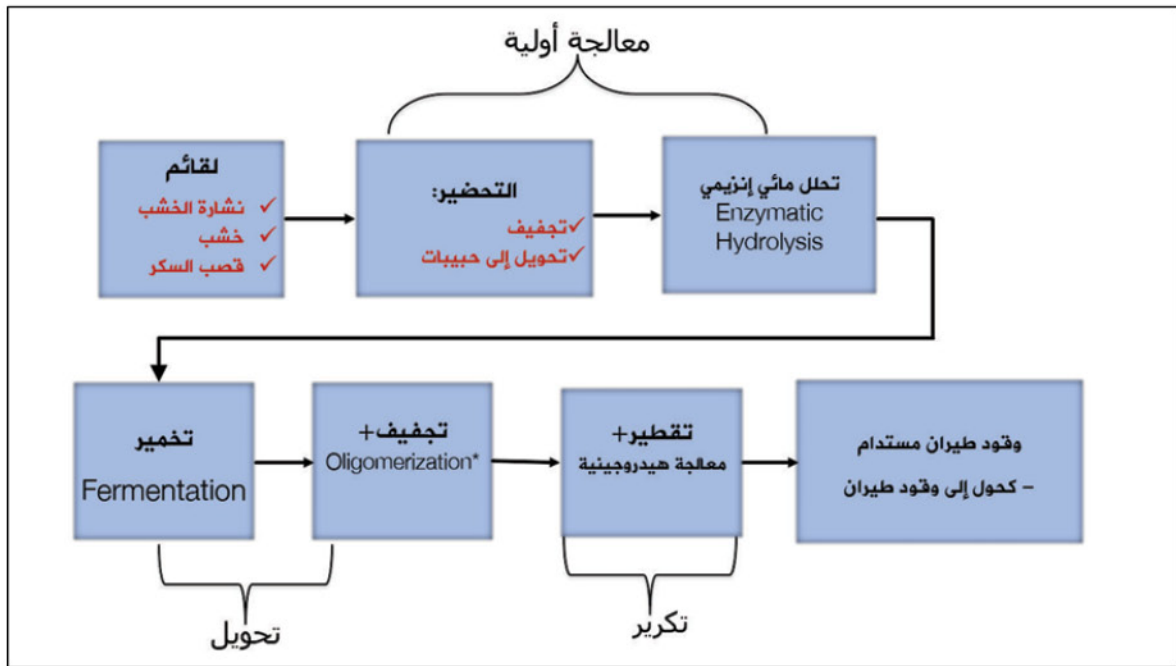 معالجة أولية
لقائم
✓ نشارة الخشب
✓ خشب
✓ قصب السكر
التحضير:
✓تجفيف
✓تحويل إلى حبيبات
تحلل مائي إنزيمي
Enzymatic
Hydrolysis
تخمير
Fermentation
تجفيف+
Oligomerization*
تقطير+
معالجة هيدروجينية
وقود طيران مستدام
– كحول إلى وقود طيران
تحويل
تكرير